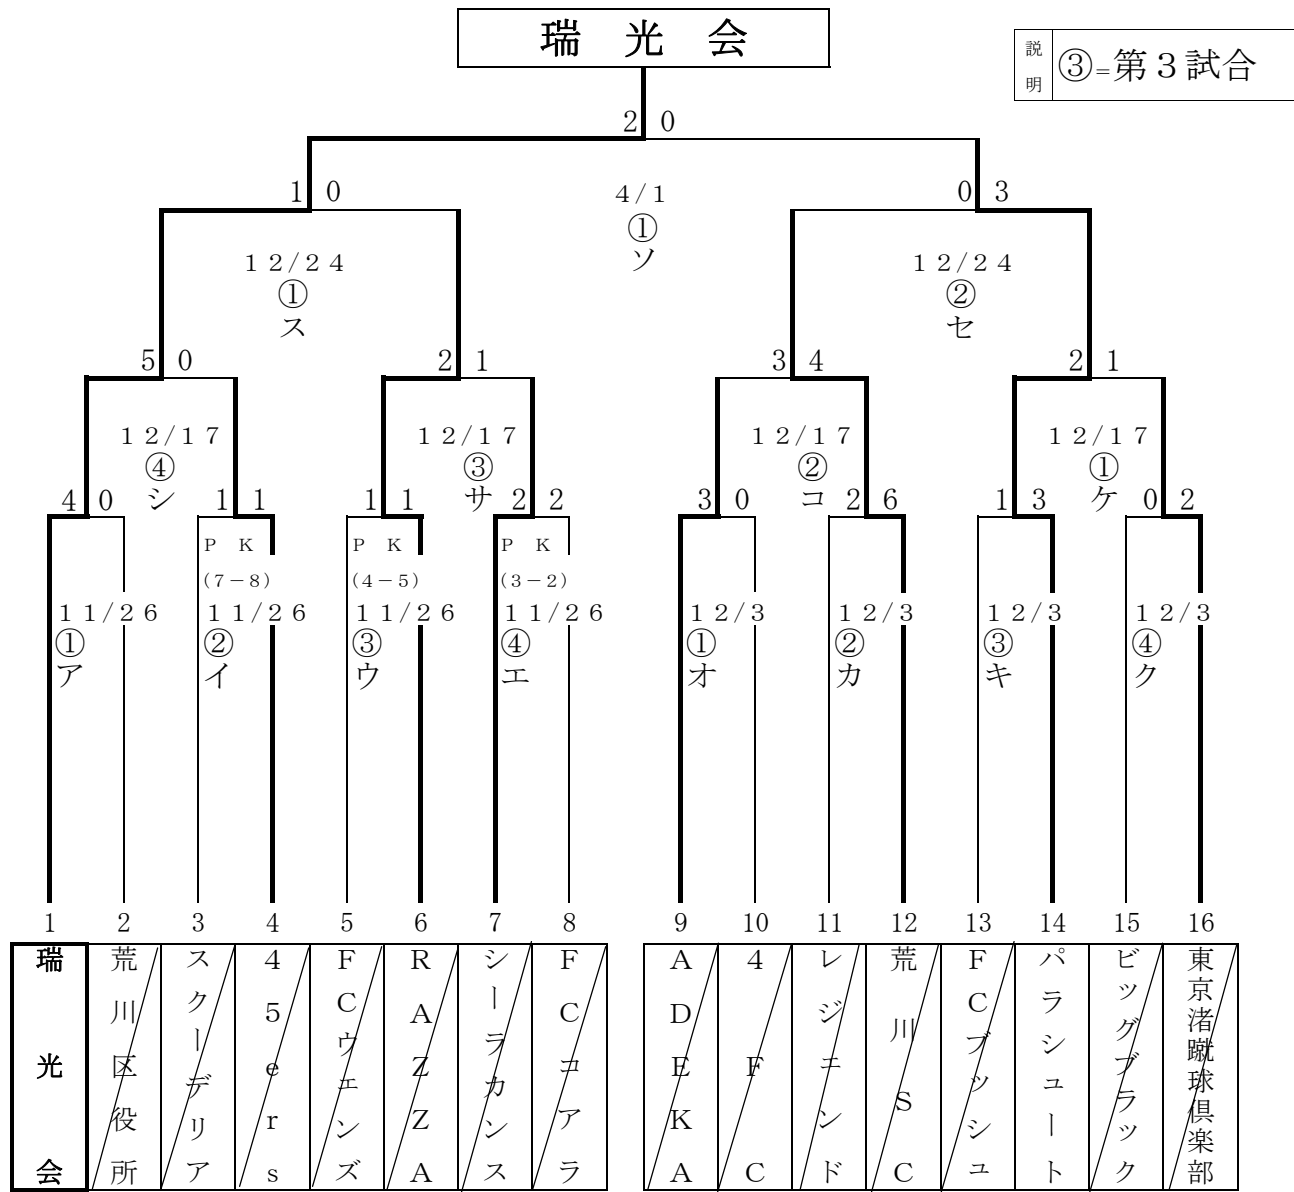 瑞 光 会
説明 ③=第３試合
2 0
1 0
4/1
①
ソ
0 3
12/24
①
ス
12/24
②
セ
5 0
2 1
3 4
2 1
12/17
④
シ
12/17
③
サ
12/17
②
コ
12/17
①
ケ
4 0
1 1
1 1
2 2
3 0
2 6
1 3
0 2
ＰＫ
(7-8)
ＰＫ
(4-5)
ＰＫ
(3-2)
11/26
①
ア
11/26
②
イ
11/26
③
ウ
11/26
④
エ
12/3
①
オ
12/3
②
カ
12/3
③
キ
12/3
④
ク
1 2 3 4 5 6 7 8 9 10 11 12 13 14 15 16
瑞光会
荒川区役所
スクーデリア
45ers
FCウェンズ
RAZZA
シーラカンス
FCコアラ
ADEKA
4FC
レジェンド
荒川SC
FCブッシュ
パラシュート
ビッグブラック
東京渚蹴球倶楽部